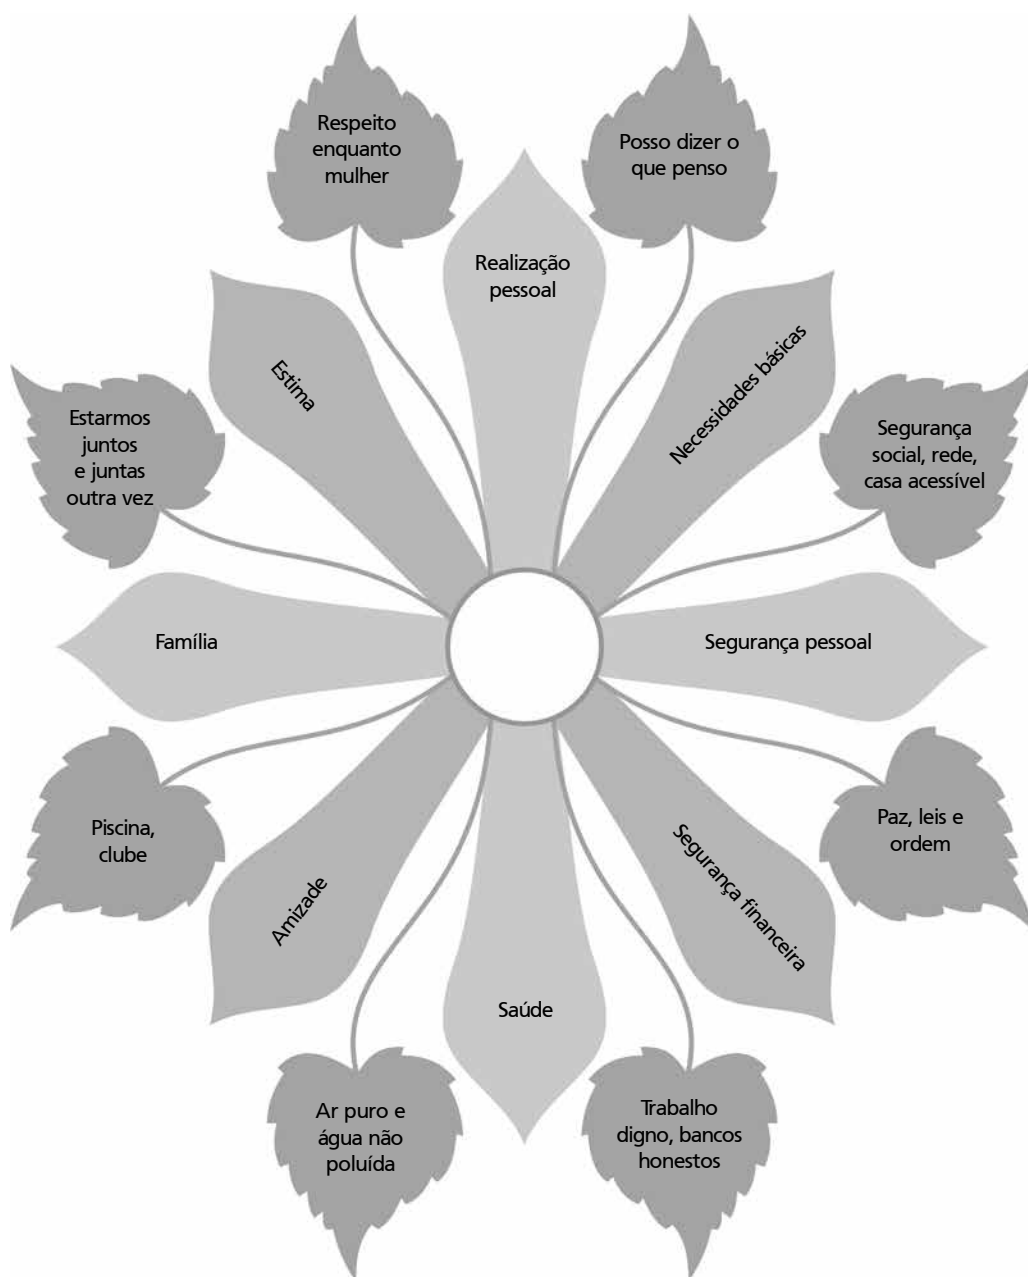 Respeito
enquanto
mulher
Posso dizer o
que penso
Realização
pessoal
Estima
Necessidades básicas
Estarmos
juntos
e juntas
outra vez
Segurança
social, rede,
casa acessível
Família
Segurança pessoal
Piscina,
clube
Paz, leis e
ordem
Amizade
Segurança financeira
Saúde
Ar puro e
água não
poluída
Trabalho
digno, bancos
honestos